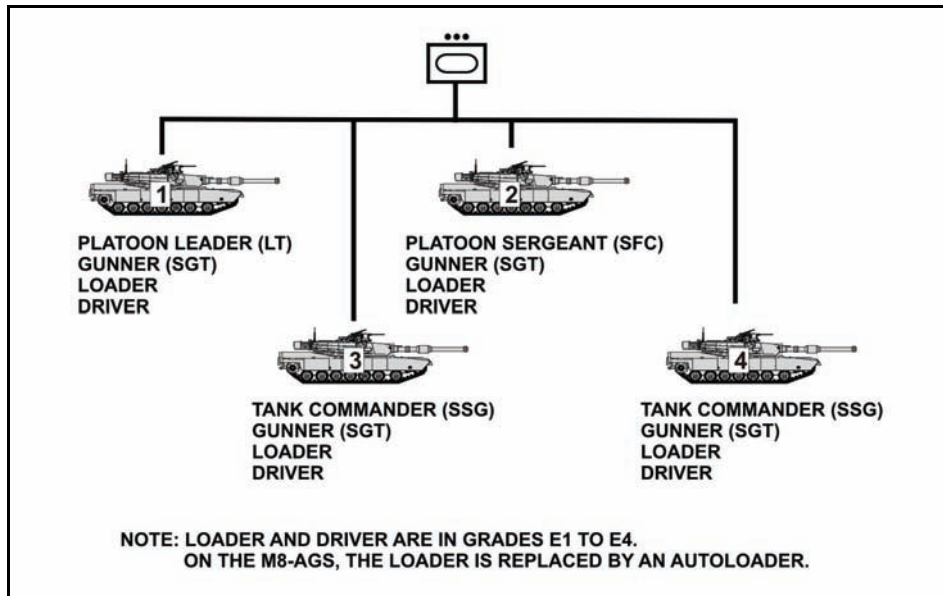 1
PLATOON LEADER (LT)
GUNNER (SGT)
LOADER
DRIVER
2
PLATOON SERGEANT (SFC)
GUNNER (SGT)
LOADER
DRIVER
3
TANK COMMANDER (SSG)
GUNNER (SGT)
LOADER
DRIVER
4
TANK COMMANDER (SSG)
GUNNER (SGT)
LOADER
DRIVER
NOTE: LOADER AND DRIVER ARE IN GRADES E1 TO E4.
ON THE M8-AGS, THE LOADER IS REPLACED BY AN AUTOLOADER.